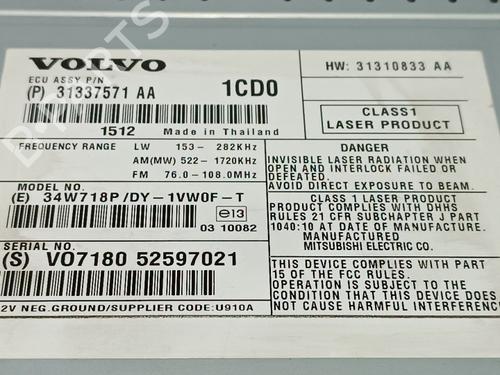 VOLVO
ECU ASSY P/N
(P) 31337571 AA
1CD0
1512 Made in Thailand
FREQUENCY RANGE LW 153 - 282KHz
AM(MW) 522 - 1720KHz
FM 76.0 - 108.0MHz
MODEL NO.
(E) 34W718P/DY-1VW0F-T
e13
03 10082
SERIAL NO.
(S) VO7180 52597021
2V NEG.GROUND/SUPPLIER CODE:U910A
HW: 31310833 AA
CLASS1
LASER PRODUCT
DANGER
INVISIBLE LASER RADIATION WHEN
OPEN AND INTERLOCK FAILED OR
DEFEATED.
AVOID DIRECT EXPOSURE TO BEAM.
CLASS 1 LASER PRODUCT
PRODUCT COMPLIES WITH DHHS
RULES 21 CFR SUBCHAPTER J PART
1040:10 AT DATE OF MANUFACTURE.
MANUFACTURED
MITSUBISHI ELECTRIC CO.
THIS DEVICE COMPLIES WITH PART
15 OF THE FCC RULES.
OPERATION IS SUBJECT TO THE
CONDITION THAT THIS DEVICE DOES
NOT CAUSE HARMFUL INTERFERENCE